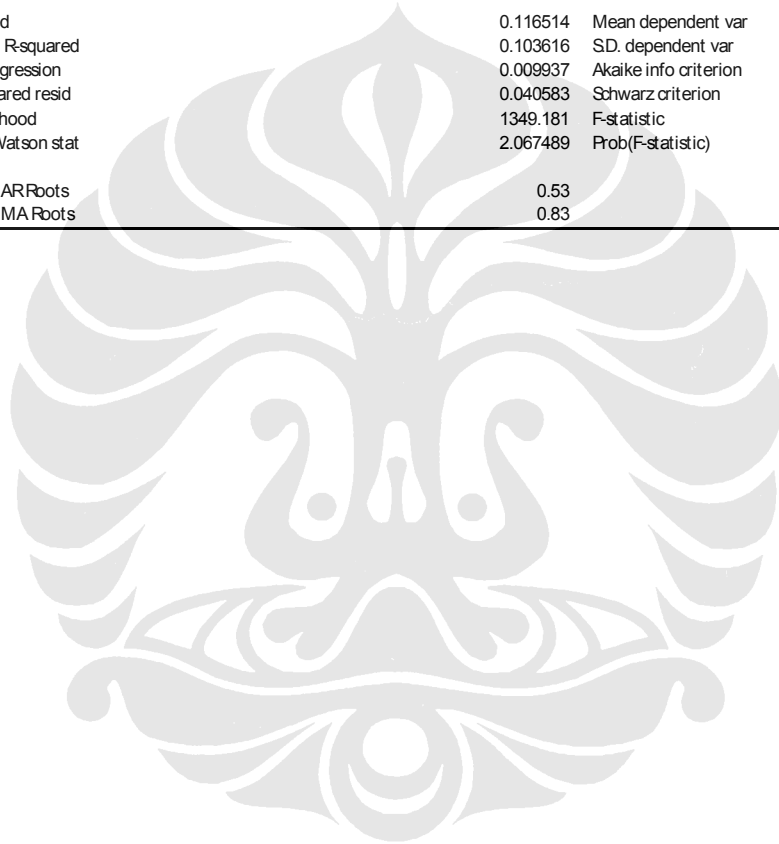 d 0.116514 Mean dependent var
R-squared 0.103616 S.D. dependent var
gression 0.009937 Akaike info criterion
ared resid 0.040583 Schwarz criterion
hood 1349.181 F-statistic
Watson stat 2.067489 Prob(F-statistic)
AR Roots 0.53
MA Roots 0.83